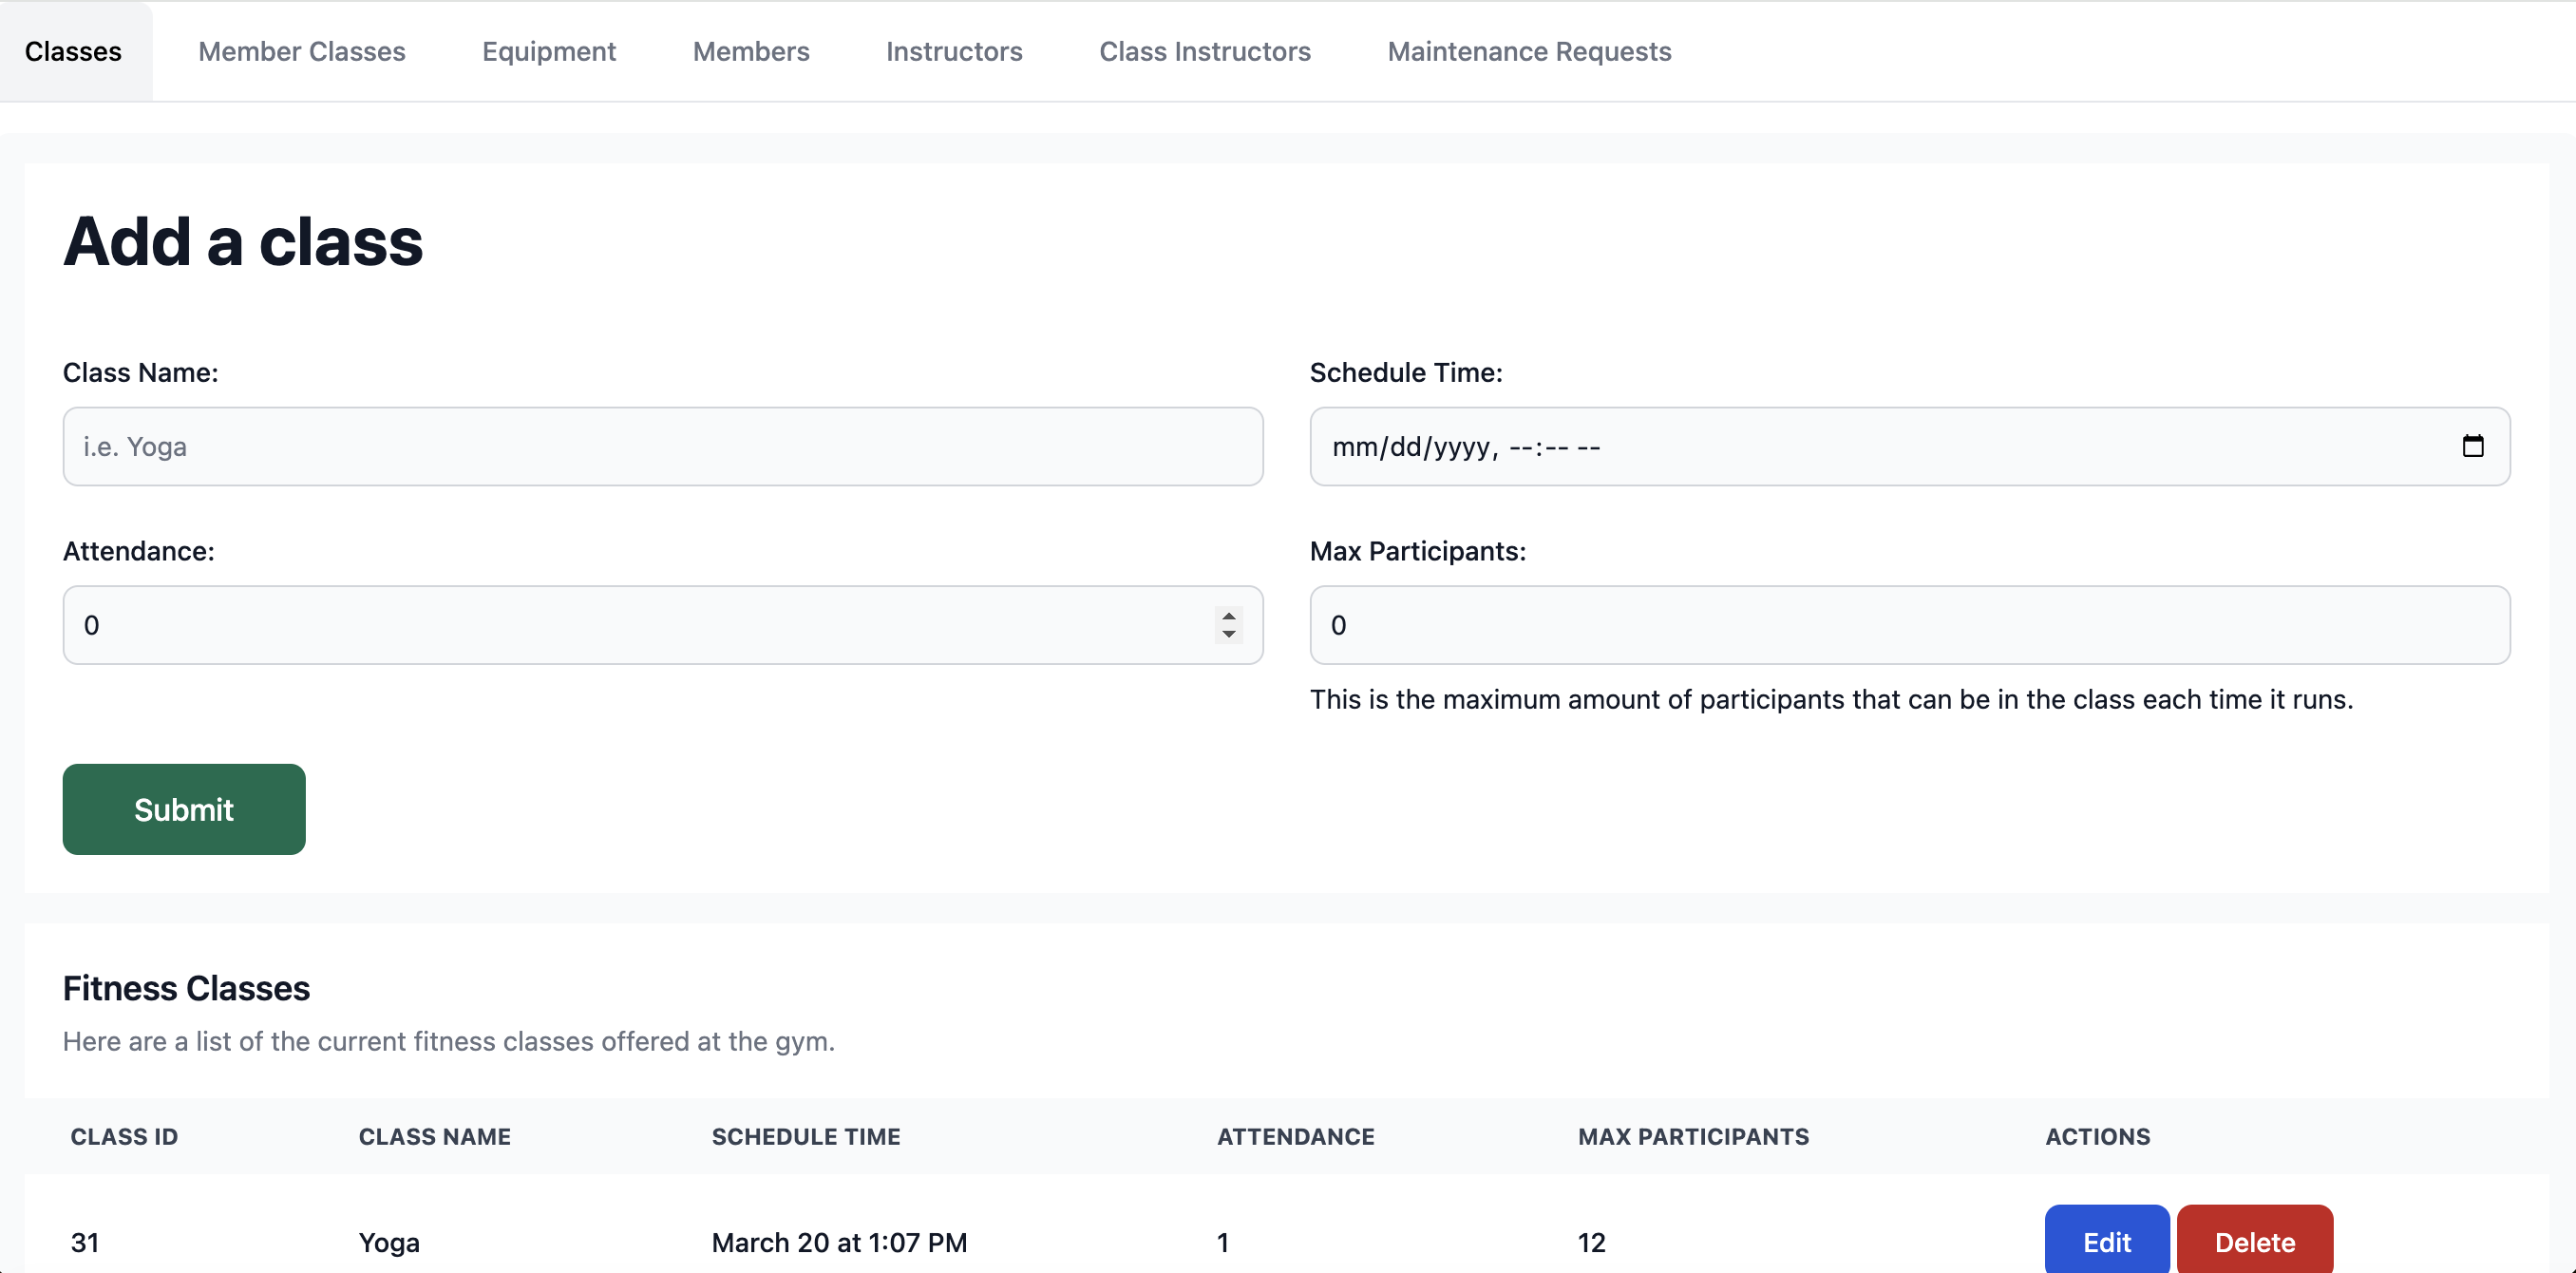 Classes Member Classes Equipment Members Instructors Class Instructors Maintenance Requests
Add a class
Class Name: Schedule Time:
i.e. Yoga mm/dd/yyyy, --:-- --
Attendance: Max Participants:
0 0
This is the maximum amount of participants that can be in the class each time it runs.
Submit
Fitness Classes
Here are a list of the current fitness classes offered at the gym.
CLASS ID CLASS NAME SCHEDULE TIME ATTENDANCE MAX PARTICIPANTS ACTIONS
31 Yoga March 20 at 1:07 PM 1 12 Edit Delete